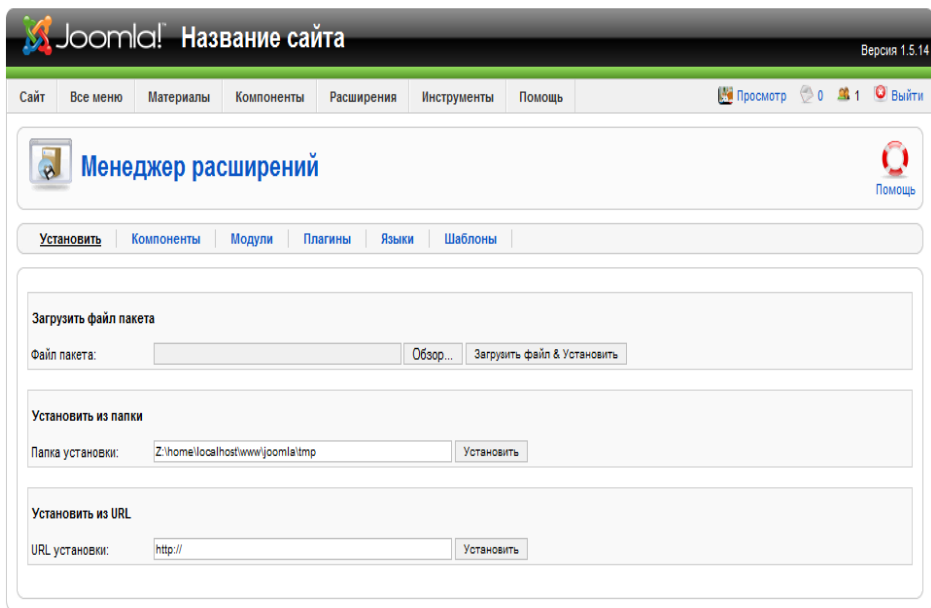 Joomla! Название сайта
Версия 1.5.14
Сайт Все меню Материалы Компоненты Расширения Инструменты Помощь Просмотр 0 1 Выйти
Менеджер расширений
Помощь
Установить Компоненты Модули Плагины Языки Шаблоны
Загрузить файл пакета
Файл пакета: Обзор... Загрузить файл & Установить
Установить из папки
Папка установки: Z:\home\localhost\www\joomla\tmp Установить
Установить из URL
URL установки: http:// Установить